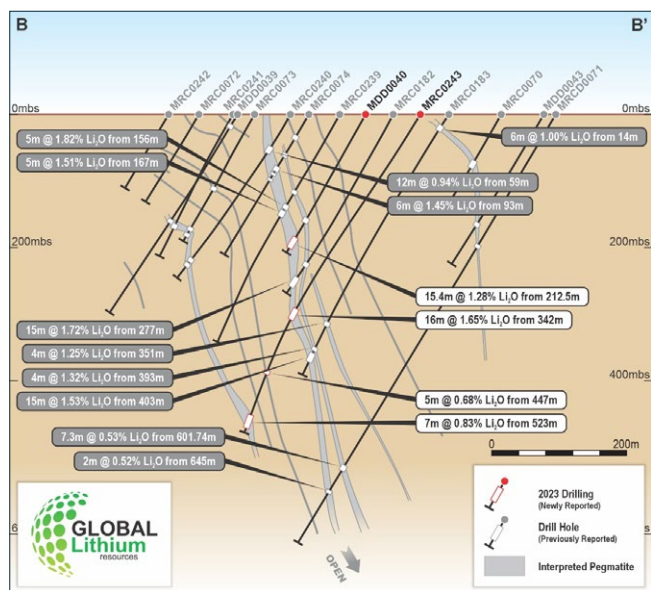 B
B'
MRC0242
MRC0072
MRC0241
MDD0039
MRC0073
MRC0240
MRC0074
MRC0239
MDD0040
MRC0182
MRC0243
MRC0183
MRC0070
MDD0043
MRCD0071
0mbs
0mbs
5m @ 1.82% Li₂O from 156m
6m @ 1.00% Li₂O from 14m
5m @ 1.51% Li₂O from 167m
12m @ 0.94% Li₂O from 59m
6m @ 1.45% Li₂O from 93m
200mbs
200mbs
15.4m @ 1.28% Li₂O from 212.5m
16m @ 1.65% Li₂O from 342m
15m @ 1.72% Li₂O from 277m
4m @ 1.25% Li₂O from 351m
4m @ 1.32% Li₂O from 393m
15m @ 1.53% Li₂O from 403m
400mbs
400mbs
5m @ 0.68% Li₂O from 447m
7m @ 0.83% Li₂O from 523m
7.3m @ 0.53% Li₂O from 601.74m
2m @ 0.52% Li₂O from 645m
0
200m
2023 Drilling
(Newly Reported)
Drill Hole
(Previously Reported)
Interpreted Pegmatite
GLOBAL
Lithium
resources
OPEN